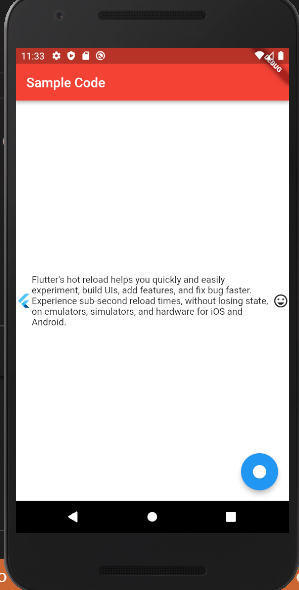 11:33
DEBUG
Sample Code
Flutter's hot reload helps you quickly and easily
experiment, build UIs, add features, and fix bug faster.
Experience sub-second reload times, without losing state,
on emulators, simulators, and hardware for iOS and
Android.